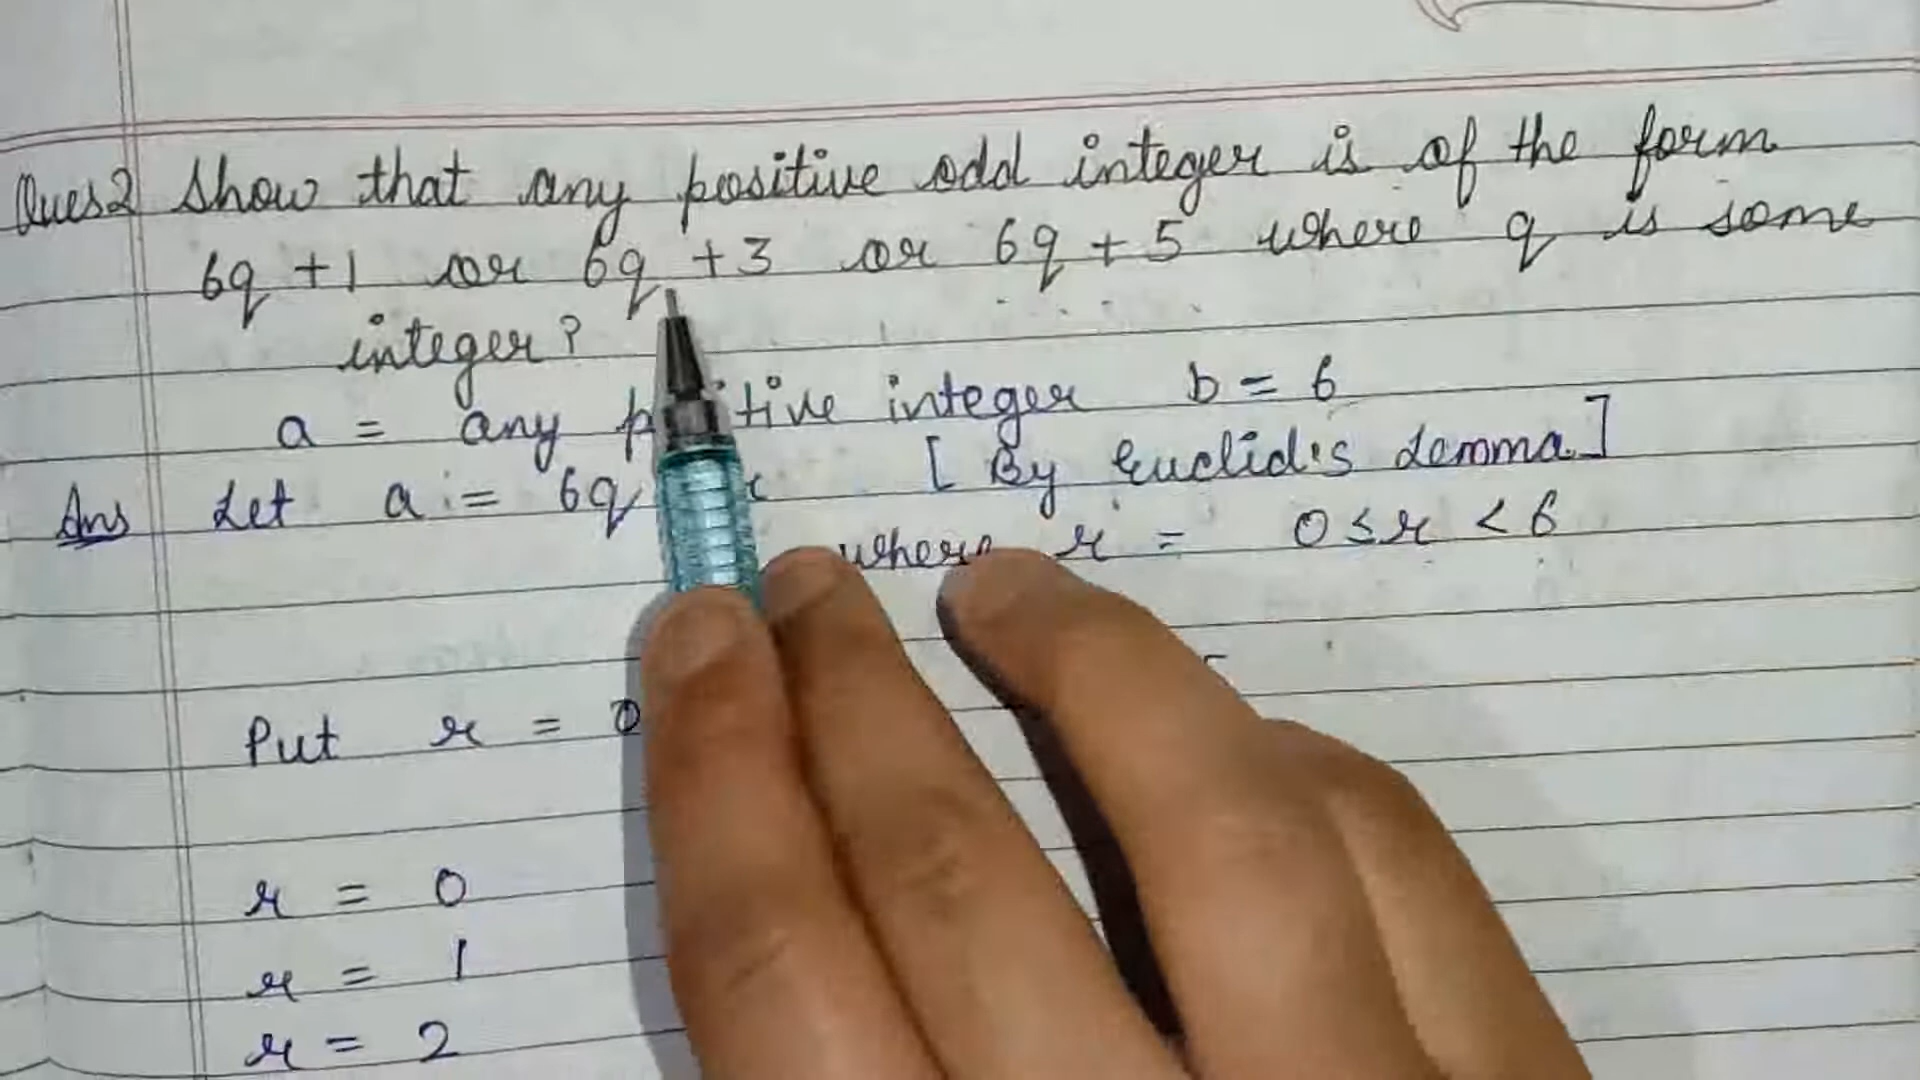 Ques2 Show that any positive odd integer is of the form
6q +1 or 6q +3 or 6q + 5 where q is some
integer?
a = any integer b = 6
Ans Let a = 6q [ By Euclid's Lemma ]
where r = 0 ≤ r < 6
Put r = 0
r = 0
r = 1
r = 2